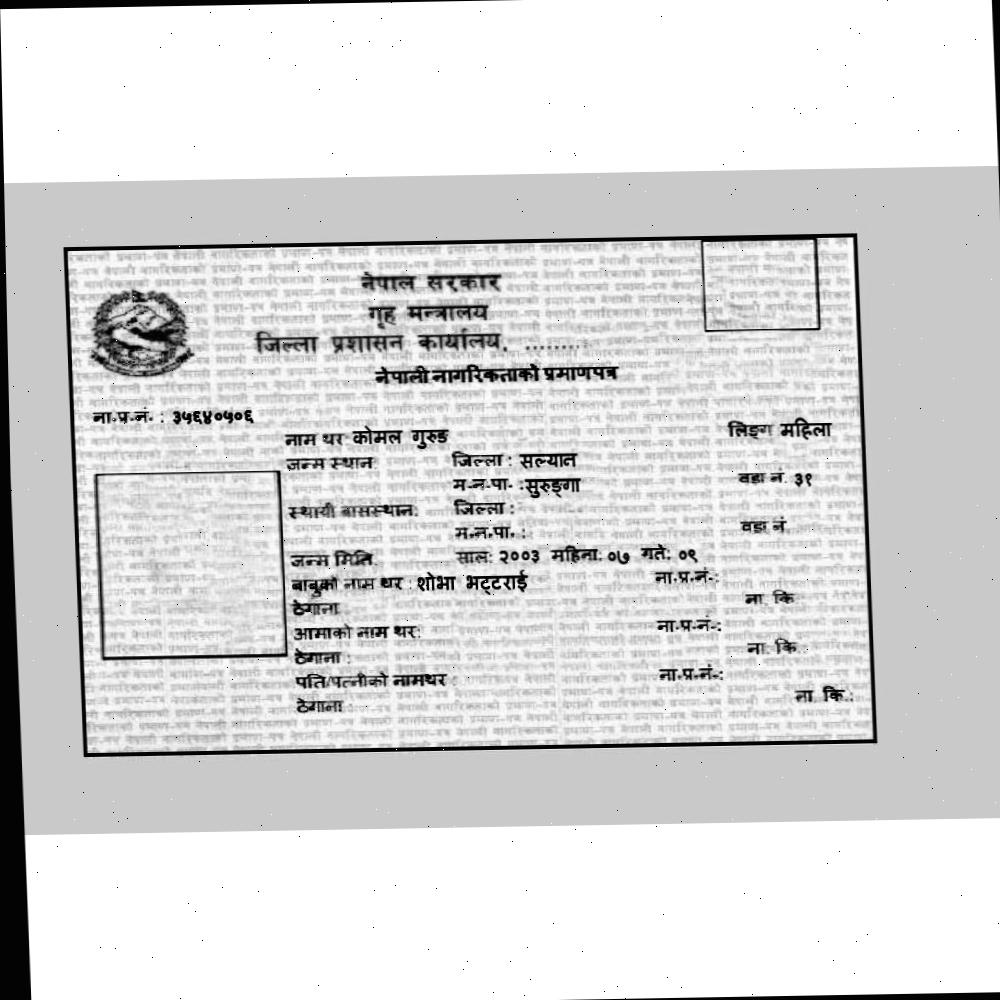 नेपाल सरकार
गृह मन्त्रालय
जिल्ला प्रशासन कार्यालय, .........
नेपाली नागरिकताको प्रमाणपत्र
ना.प्र.नं. : ३५६४०५०६
नाम थर कोमल गुरुङ लिङ्ग महिला
जन्म स्थान: जिल्ला : सल्यान
म.न.पा. : सुरुङ्गा वडा नं. ३१
स्थायी बासस्थान: जिल्ला :
म.न.पा. : वडा नं.
जन्म मिति: साल: २००३ महिना: ०७ गते: ०९
बाबुको नाम थर : शोभा भट्टराई ना.प्र.नं.:
ठेगाना: ना. कि.
आमाको नाम थर: ना.प्र.नं.:
ठेगाना : ना. कि.
पति/पत्नीको नामथर : ना.प्र.नं.:
ठेगाना : ना. कि.: